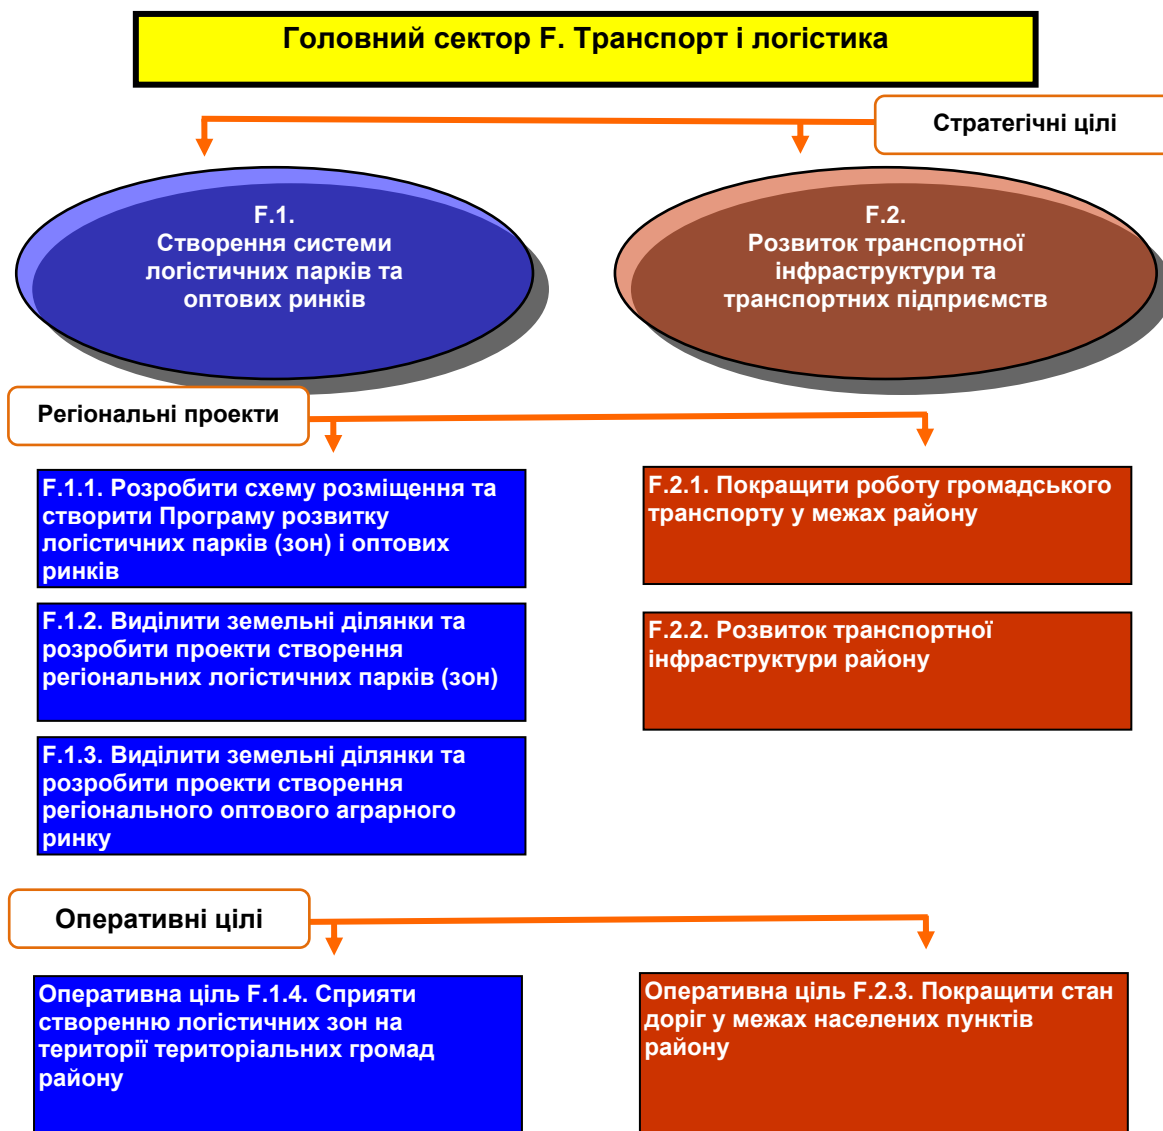 Головний сектор F. Транспорт і логістика
Стратегічні цілі
F.1.
Створення системи
логістичних парків та
оптових ринків
F.2.
Розвиток транспортної
інфраструктури та
транспортних підприємств
Регіональні проекти
F.1.1. Розробити схему розміщення та
створити Програму розвитку
логістичних парків (зон) і оптових
ринків
F.2.1. Покращити роботу громадського
транспорту у межах району
F.1.2. Виділити земельні ділянки та
розробити проекти створення
регіональних логістичних парків (зон)
F.2.2. Розвиток транспортної
інфраструктури району
F.1.3. Виділити земельні ділянки та
розробити проекти створення
регіонального оптового аграрного
ринку
Оперативні цілі
Оперативна ціль F.1.4. Сприяти
створенню логістичних зон на
території територіальних громад
району
Оперативна ціль F.2.3. Покращити стан
доріг у межах населених пунктів
району